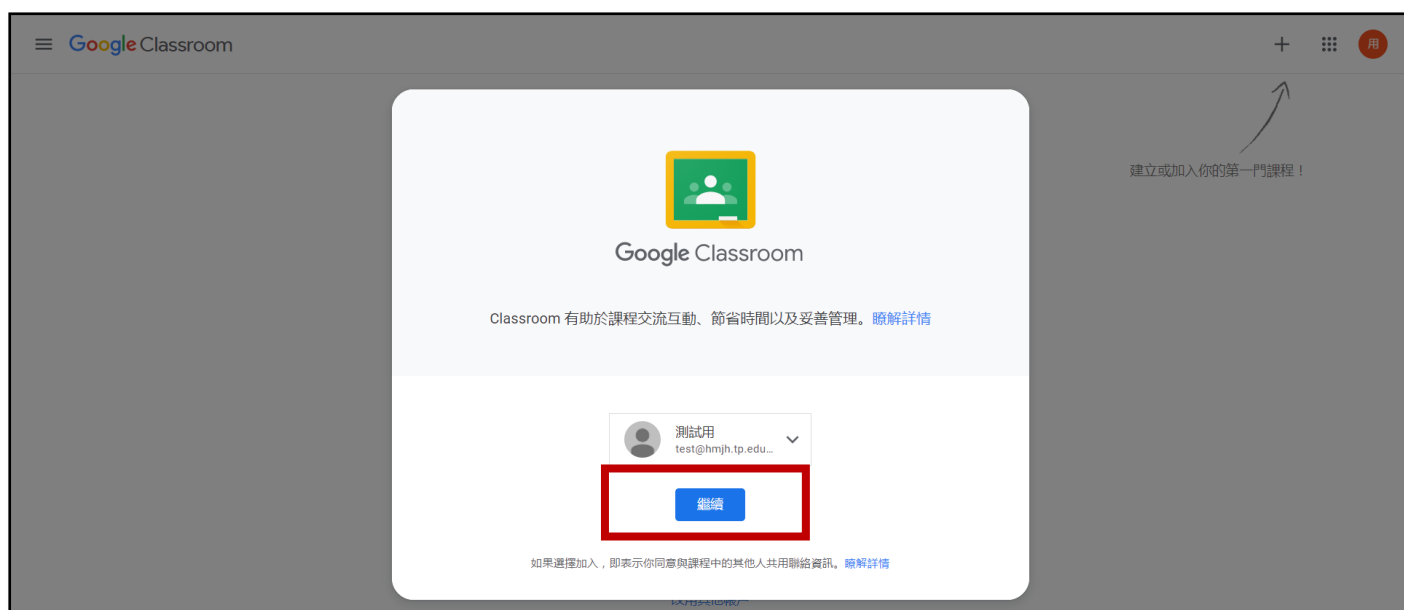 Google Classroom
用
建立或加入你的第一門課程！
Google Classroom
Classroom 有助於課程交流互動、節省時間以及妥善管理。瞭解詳情
測試用
test@hmjh.tp.edu...
繼續
如果選擇加入，即表示你同意與課程中的其他人共用聯絡資訊。瞭解詳情